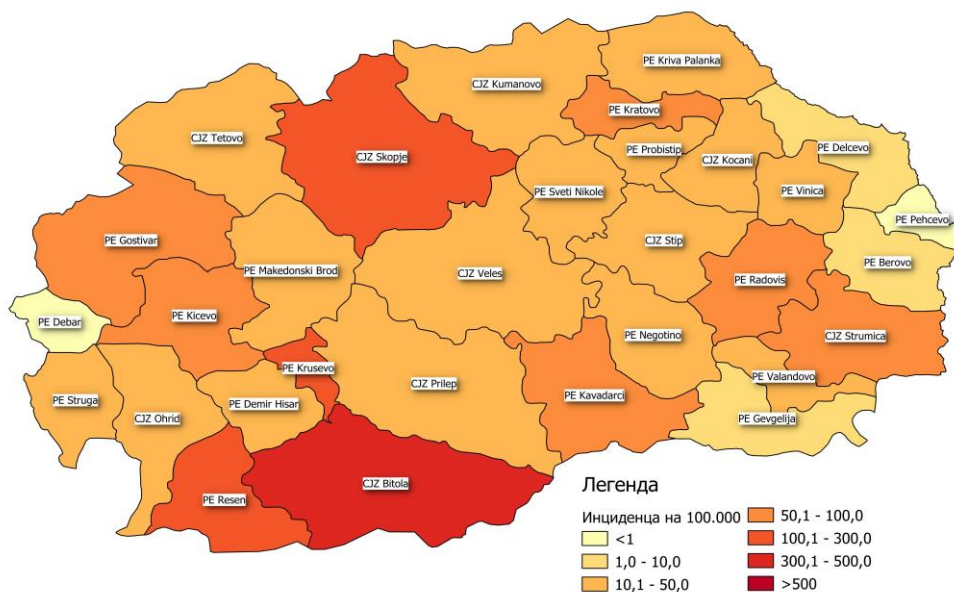 PE Kriva Palanka
CJZ Kumanovo
PE Kratovo
CJZ Tetovo
CJZ Skopje
PE Probistip
PE Delcevo
CJZ Kocani
PE Sveti Nikole
PE Vinica
PE Pehcevo
PE Gostivar
CJZ Stip
PE Makedonski Brod
PE Berovo
CJZ Veles
PE Radovis
PE Kicevo
PE Debar
PE Negotino
CJZ Strumica
PE Krusevo
PE Valandovo
CJZ Prilep
PE Struga
PE Demir Hisar
PE Kavadarci
CJZ Ohrid
PE Gevgelija
CJZ Bitola
PE Resen
Легенда
Инциденца на 100.000
<1
1,0 - 10,0
10,1 - 50,0
50,1 - 100,0
100,1 - 300,0
300,1 - 500,0
>500